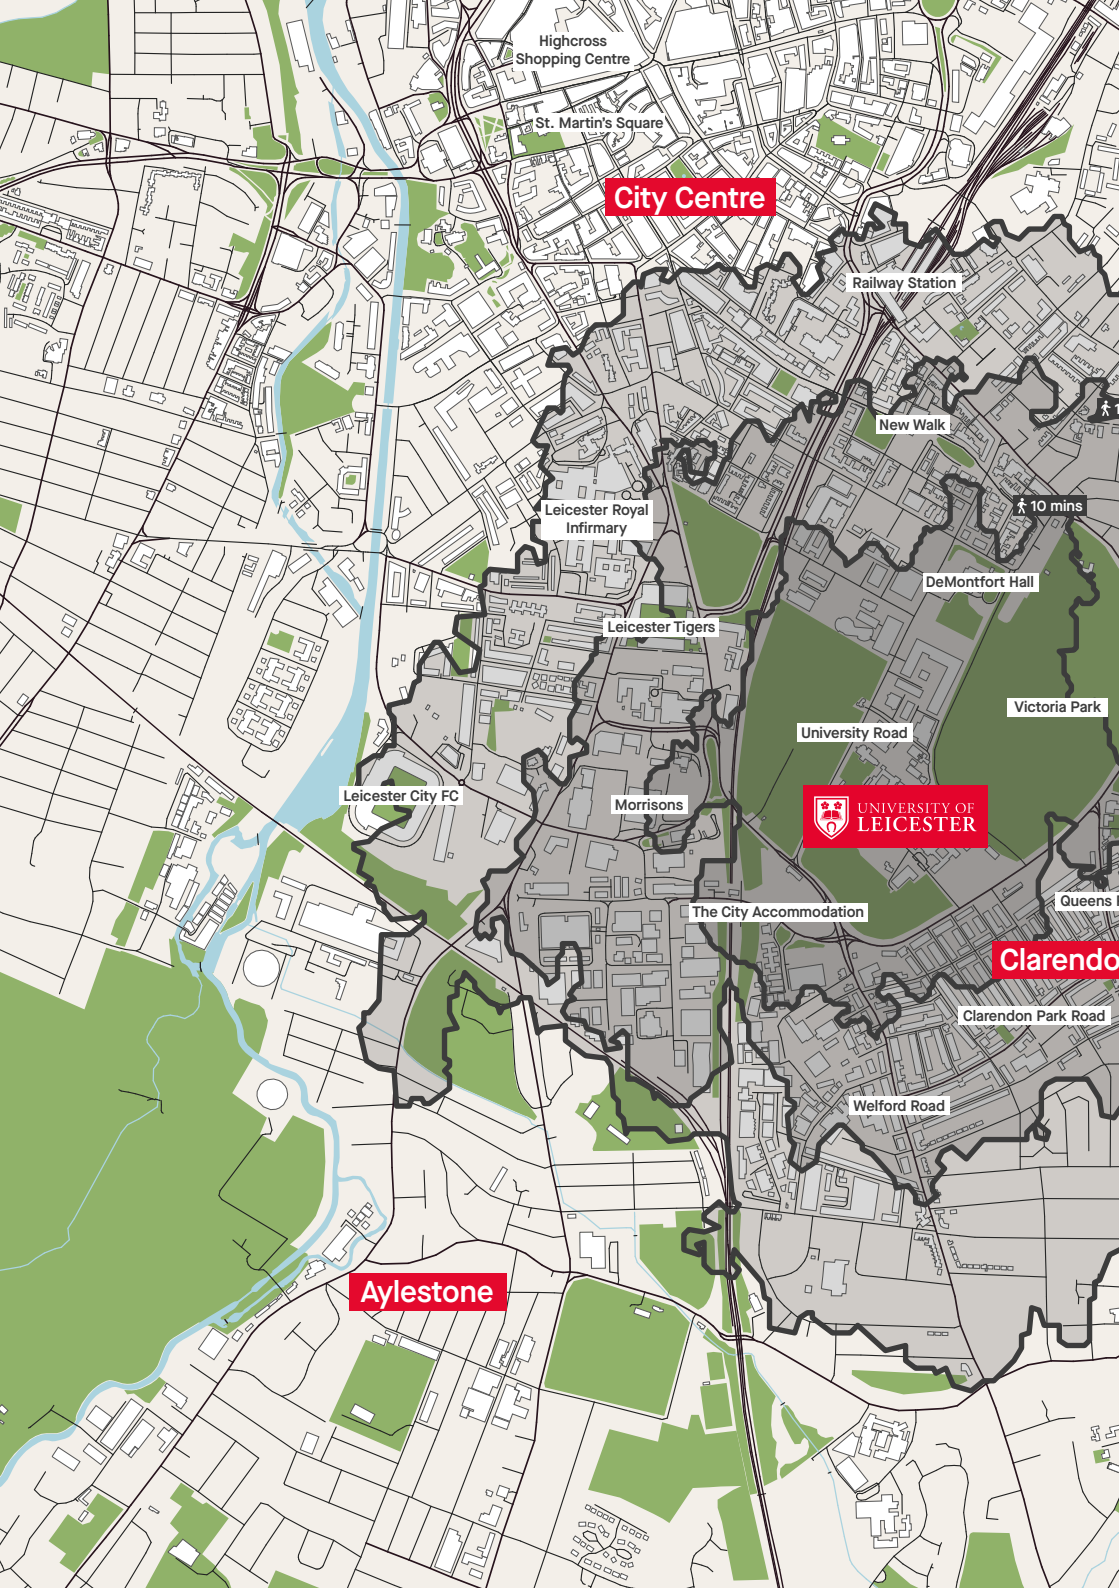 Highcross
Shopping Centre
St. Martin's Square
City Centre
Railway Station
1
New Walk
10 mins
Leicester Royal
Infirmary
DeMontfort Hall
Leicester Tigers
Victoria Park
University Road
Leicester City FC
Morrisons
UNIVERSITY OF
LEICESTER
Queens
The City Accommodation
Clarendo
Clarendon Park Road
Welford Road
Aylestone